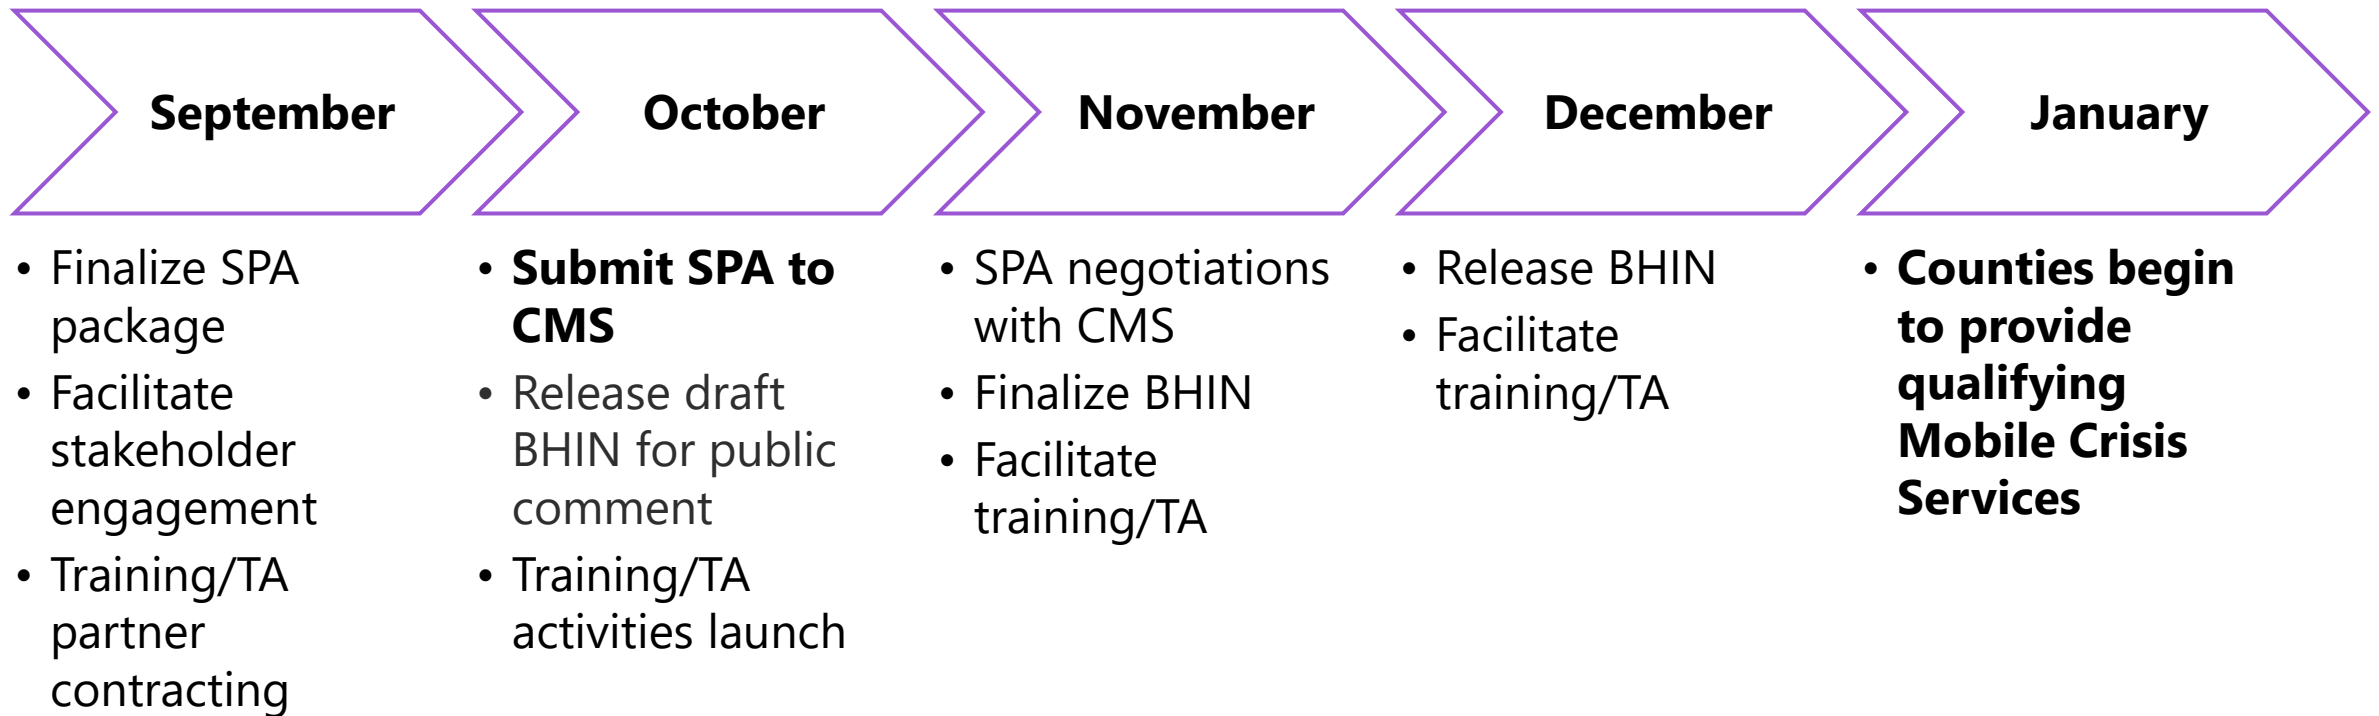 September
October
November
December
January
• Finalize SPA
package
• Facilitate
stakeholder
engagement
• Training/TA
partner
contracting
• Submit SPA to
CMS
• Release draft
BHIN for public
comment
• Training/TA
activities launch
• SPA negotiations
with CMS
• Finalize BHIN
• Facilitate
training/TA
• Release BHIN
• Facilitate
training/TA
• Counties begin
to provide
qualifying
Mobile Crisis
Services